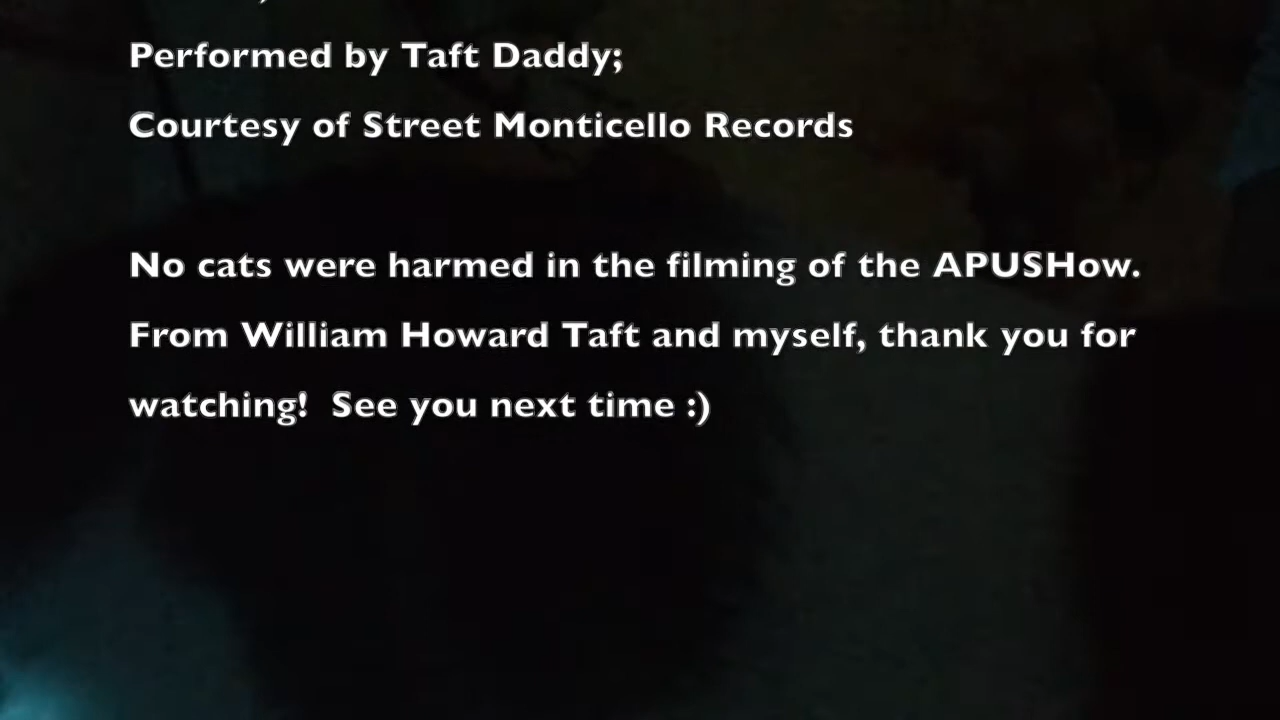 Performed by Taft Daddy;
Courtesy of Street Monticello Records
No cats were harmed in the filming of the APUSHow.
From William Howard Taft and myself, thank you for
watching!  See you next time :)